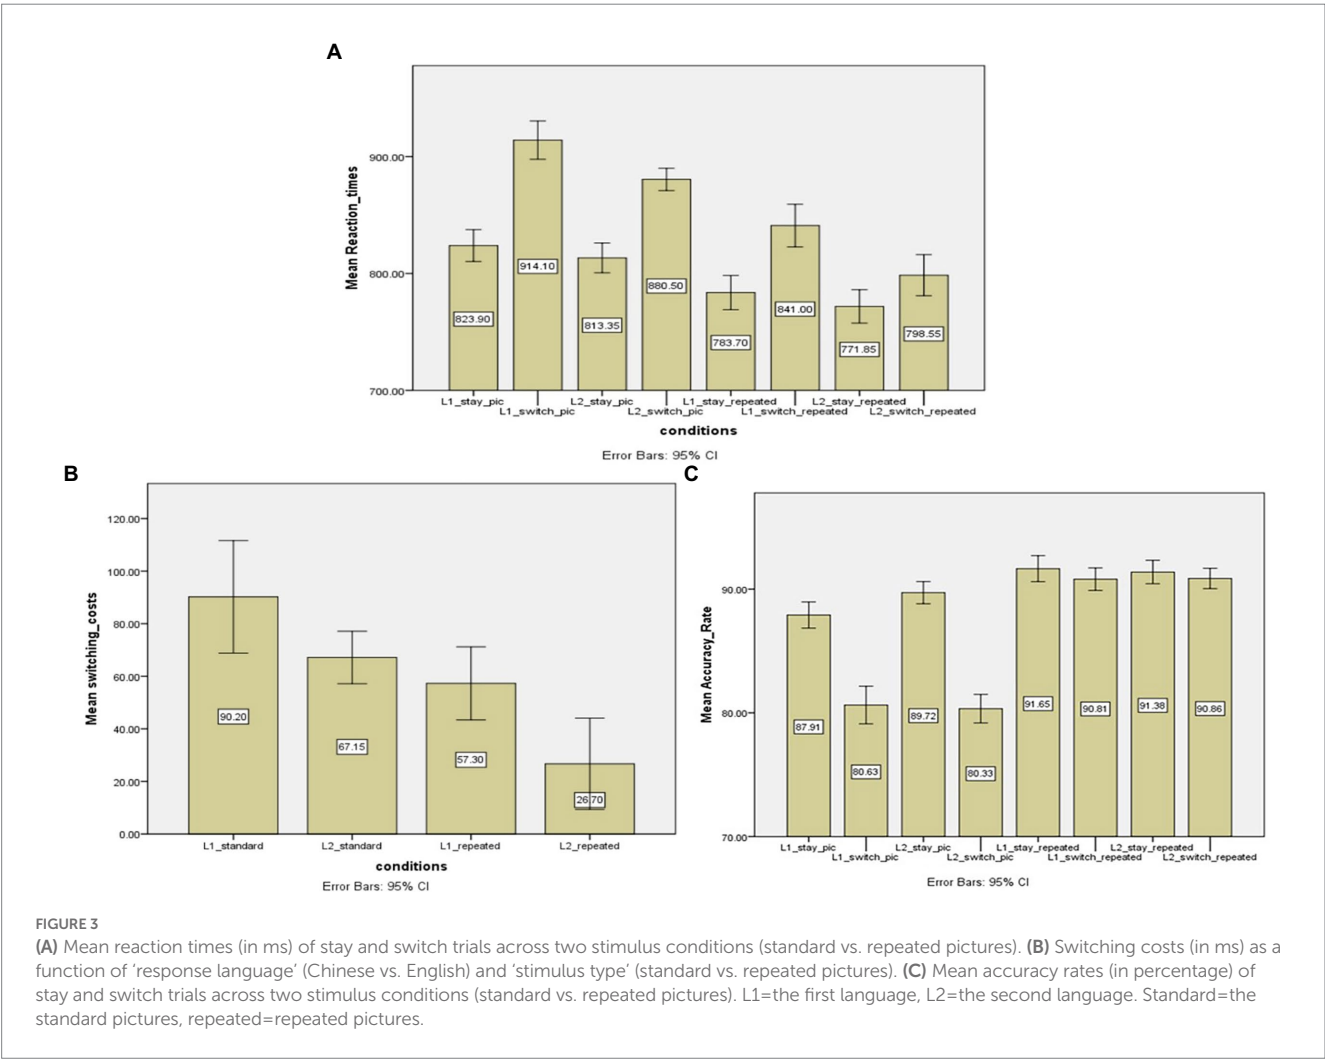 A
Mean Reaction_times
900.00
800.00
700.00
823.90
914.10
813.35
880.50
783.70
841.00
771.85
798.55
L1_stay_pic
L1_switch_pic
L2_stay_pic
L2_switch_pic
L1_stay_repeated
L1_switch_repeated
L2_stay_repeated
L2_switch_repeated
conditions
Error Bars: 95% CI
B
Mean switching_costs
120.00
100.00
80.00
60.00
40.00
20.00
0.00
90.20
67.15
57.30
26.70
L1_standard
L2_standard
L1_repeated
L2_repeated
conditions
Error Bars: 95% CI
C
Mean Accuracy_Rate
90.00
80.00
70.00
87.91
80.63
89.72
80.33
91.65
90.81
91.38
90.86
L1_stay_pic
L1_switch_pic
L2_stay_pic
L2_switch_pic
L1_stay_repeated
L1_switch_repeated
L2_stay_repeated
L2_switch_repeated
Error Bars: 95% CI
FIGURE 3
(A) Mean reaction times (in ms) of stay and switch trials across two stimulus conditions (standard vs. repeated pictures). (B) Switching costs (in ms) as a
function of ‘response language’ (Chinese vs. English) and ‘stimulus type’ (standard vs. repeated pictures). (C) Mean accuracy rates (in percentage) of
stay and switch trials across two stimulus conditions (standard vs. repeated pictures). L1=the first language, L2=the second language. Standard=the
standard pictures, repeated=repeated pictures.